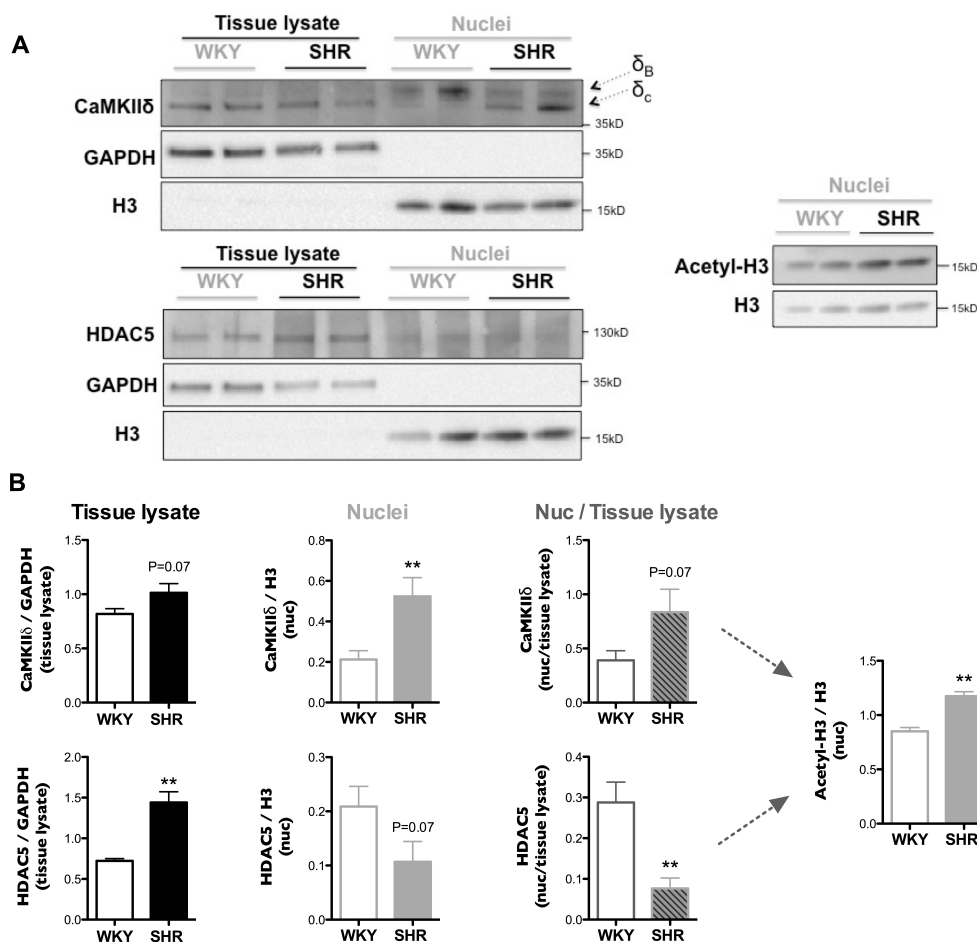 A
Tissue lysate
Nuclei
WKY
SHR
WKY
SHR
δB
δc
CaMKIIδ
35kD
GAPDH
35kD
H3
15kD
Tissue lysate
Nuclei
WKY
SHR
WKY
SHR
HDAC5
130kD
GAPDH
35kD
H3
15kD
Nuclei
WKY
SHR
Acetyl-H3
15kD
H3
15kD
B
Tissue lysate
Nuclei
Nuc / Tissue lysate
CaMKIIδ / GAPDH
(tissue lysate)
1.5
1.0
0.5
0.0
P=0.07
WKY
SHR
CaMKIIδ / H3
(nuc)
0.8
0.6
0.4
0.2
0.0
**
WKY
SHR
CaMKIIδ
(nuc/tissue lysate)
1.5
1.0
0.5
0.0
P=0.07
WKY
SHR
HDAC5 / GAPDH
(tissue lysate)
2.0
1.5
1.0
0.5
0.0
**
WKY
SHR
HDAC5 / H3
(nuc)
0.3
0.2
0.1
0.0
P=0.07
WKY
SHR
HDAC5
(nuc/tissue lysate)
0.4
0.3
0.2
0.1
0.0
**
WKY
SHR
Acetyl-H3 / H3
(nuc)
1.5
1.0
0.5
0.0
**
WKY
SHR